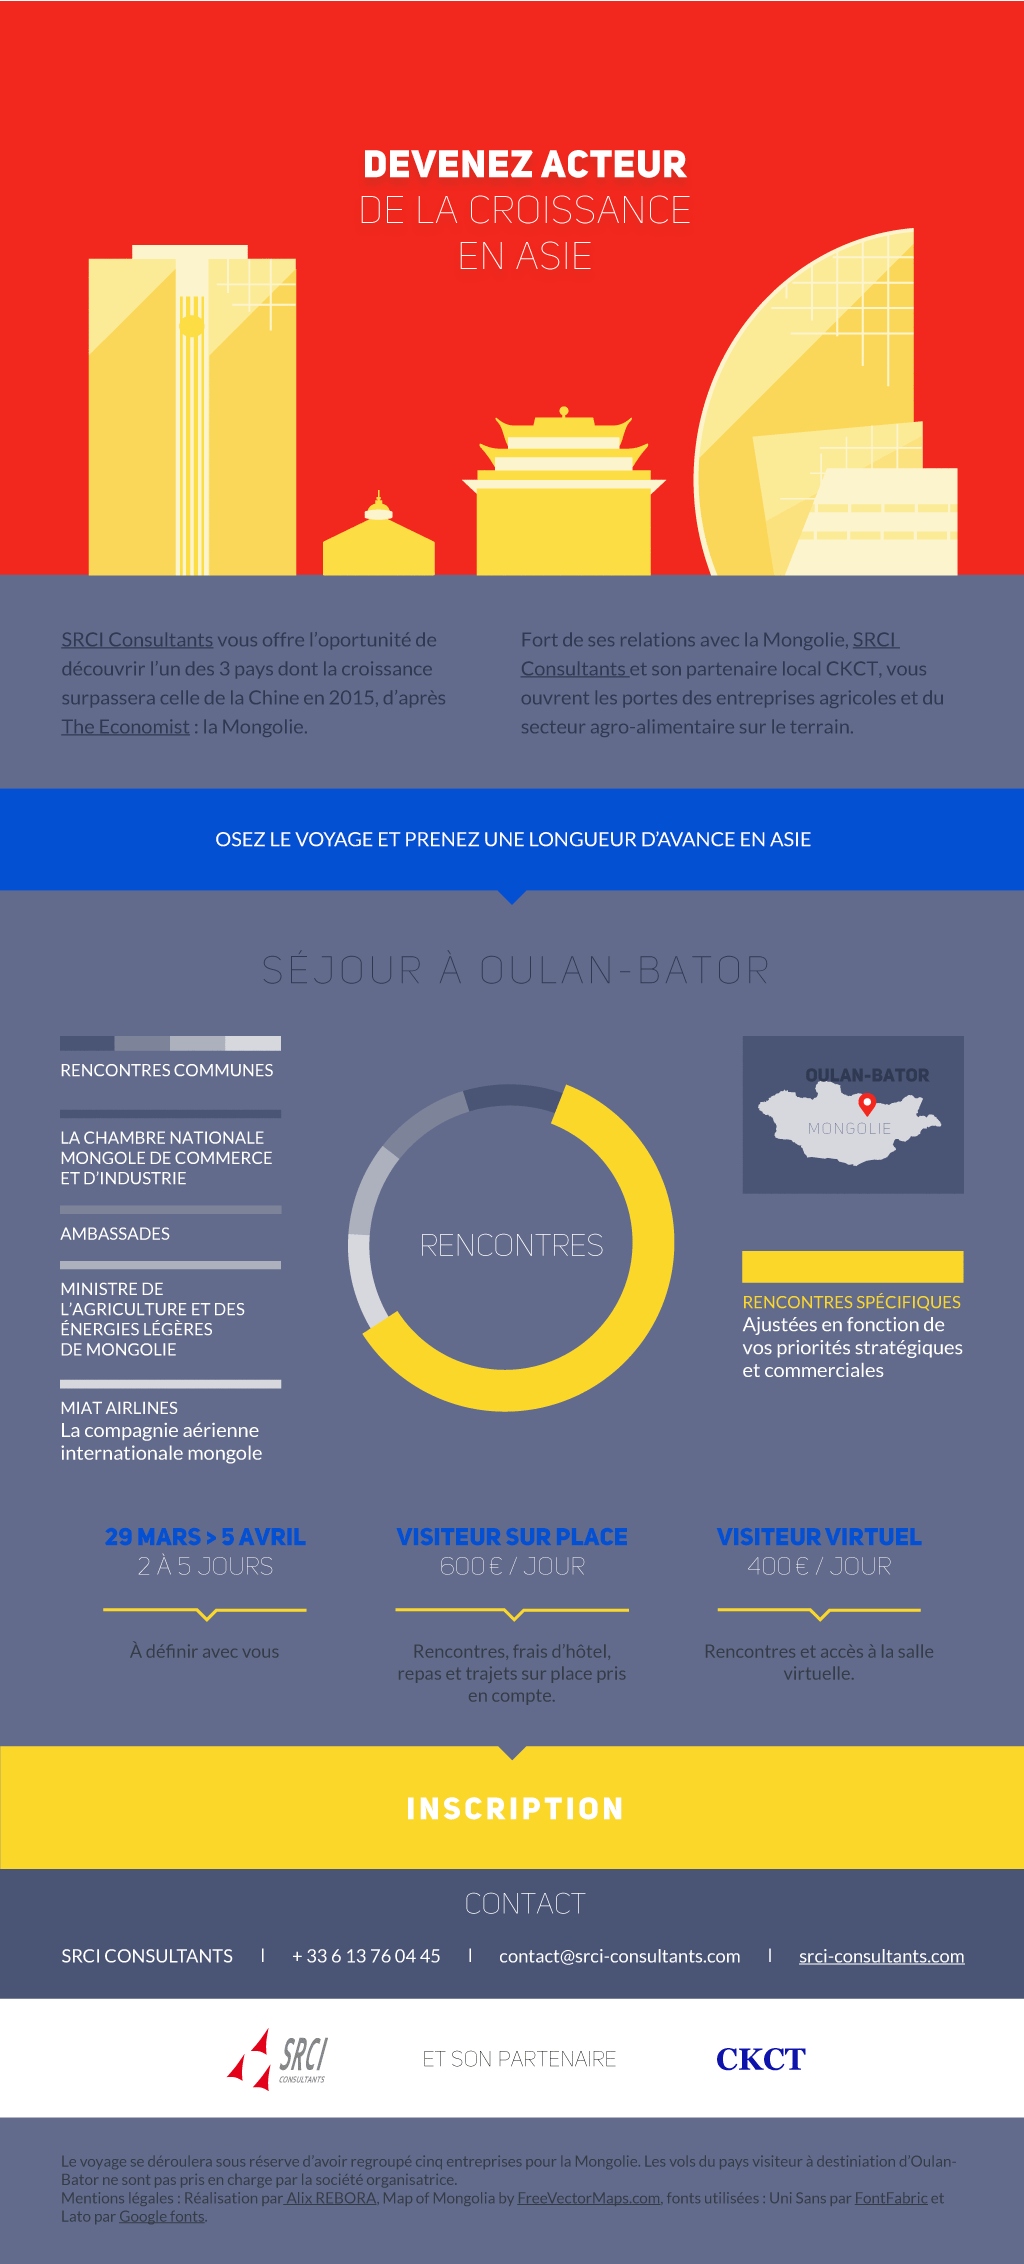 DEVENEZ ACTEUR
DE LA CROISSANCE
EN ASIE
SRCI Consultants vous offre l’oportunité de
découvrir l’un des 3 pays dont la croissance
surpassera celle de la Chine en 2015, d’après
The Economist : la Mongolie.
Fort de ses relations avec la Mongolie, SRCI
Consultants et son partenaire local CKCT, vous
ouvrent les portes des entreprises agricoles et du
secteur agro-alimentaire sur le terrain.
OSEZ LE VOYAGE ET PRENEZ UNE LONGUEUR D’AVANCE EN ASIE
SÉJOUR À OULAN-BATOR
RENCONTRES COMMUNES
LA CHAMBRE NATIONALE
MONGOLE DE COMMERCE
ET D’INDUSTRIE
AMBASSADES
MINISTRE DE
L’AGRICULTURE ET DES
ÉNERGIES LÉGÈRES
DE MONGOLIE
MIAT AIRLINES
La compagnie aérienne
internationale mongole
RENCONTRES
OULAN-BATOR
MONGOLIE
RENCONTRES SPÉCIFIQUES
Ajustées en fonction de
vos priorités stratégiques
et commerciales
29 MARS > 5 AVRIL
2 À 5 JOURS
À définir avec vous
VISITEUR SUR PLACE
600 € / JOUR
Rencontres, frais d’hôtel,
repas et trajets sur place pris
en compte.
VISITEUR VIRTUEL
400 € / JOUR
Rencontres et accès à la salle
virtuelle.
INSCRIPTION
CONTACT
SRCI CONSULTANTS | + 33 6 13 76 04 45 | contact@srci-consultants.com | srci-consultants.com
SRCI
CONSULTANTS
ET SON PARTENAIRE
CKCT
Le voyage se déroulera sous réserve d’avoir regroupé cinq entreprises pour la Mongolie. Les vols du pays visiteur à destiniation d’Oulan-
Bator ne sont pas pris en charge par la société organisatrice.
Mentions légales : Réalisation par Alix REBORA, Map of Mongolia by FreeVectorMaps.com, fonts utilisées : Uni Sans par FontFabric et
Lato par Google fonts.